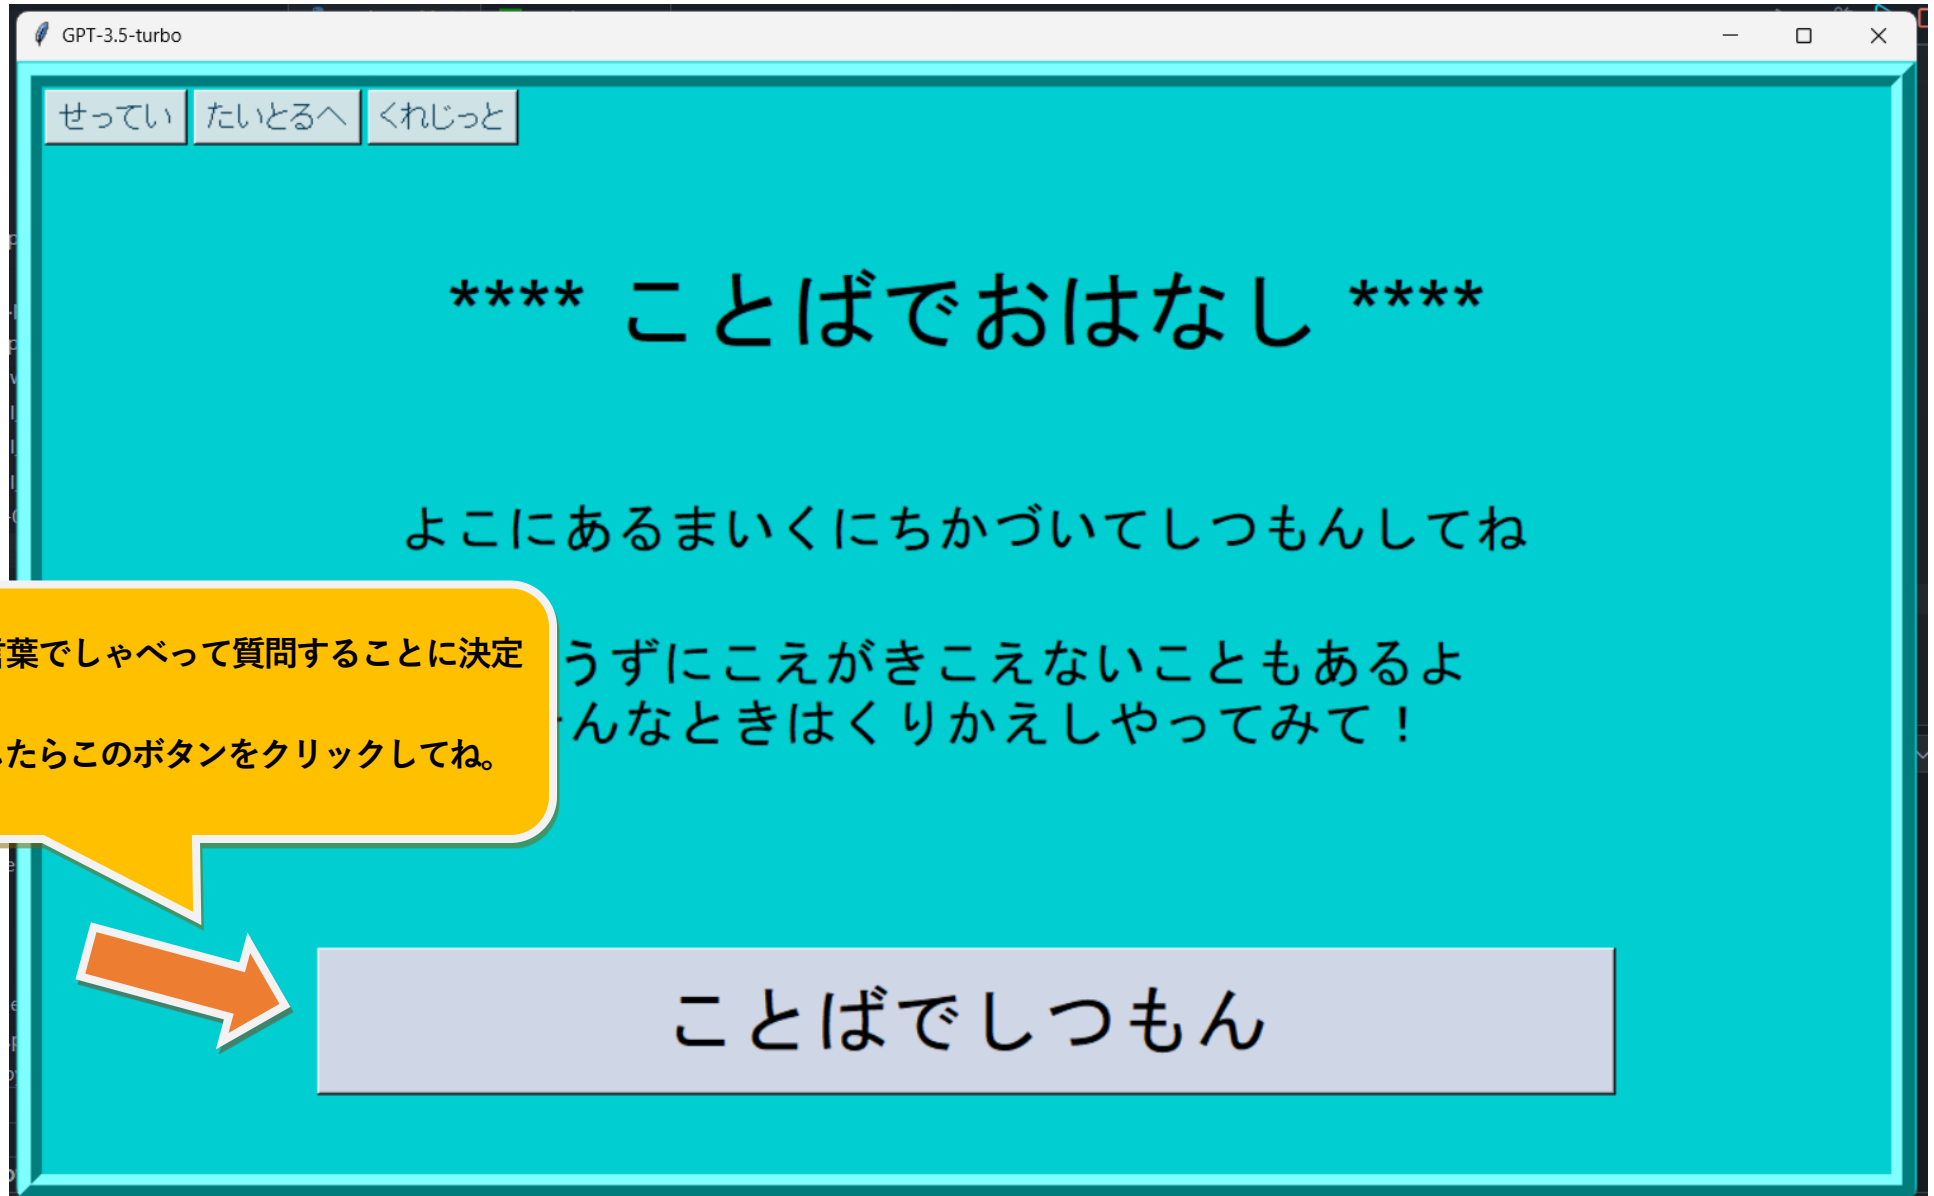 GPT-3.5-turbo
せってい たいとるへ くれじっと
**** ことばでおはなし ****
よこにあるまいくにちかづいてしつもんしてね
うずにこえがきこえないこともあるよ
んなときはくりかえしやってみて！
葉でしゃべって質問することに決定
たらこのボタンをクリックしてね。
ことばでしつもん